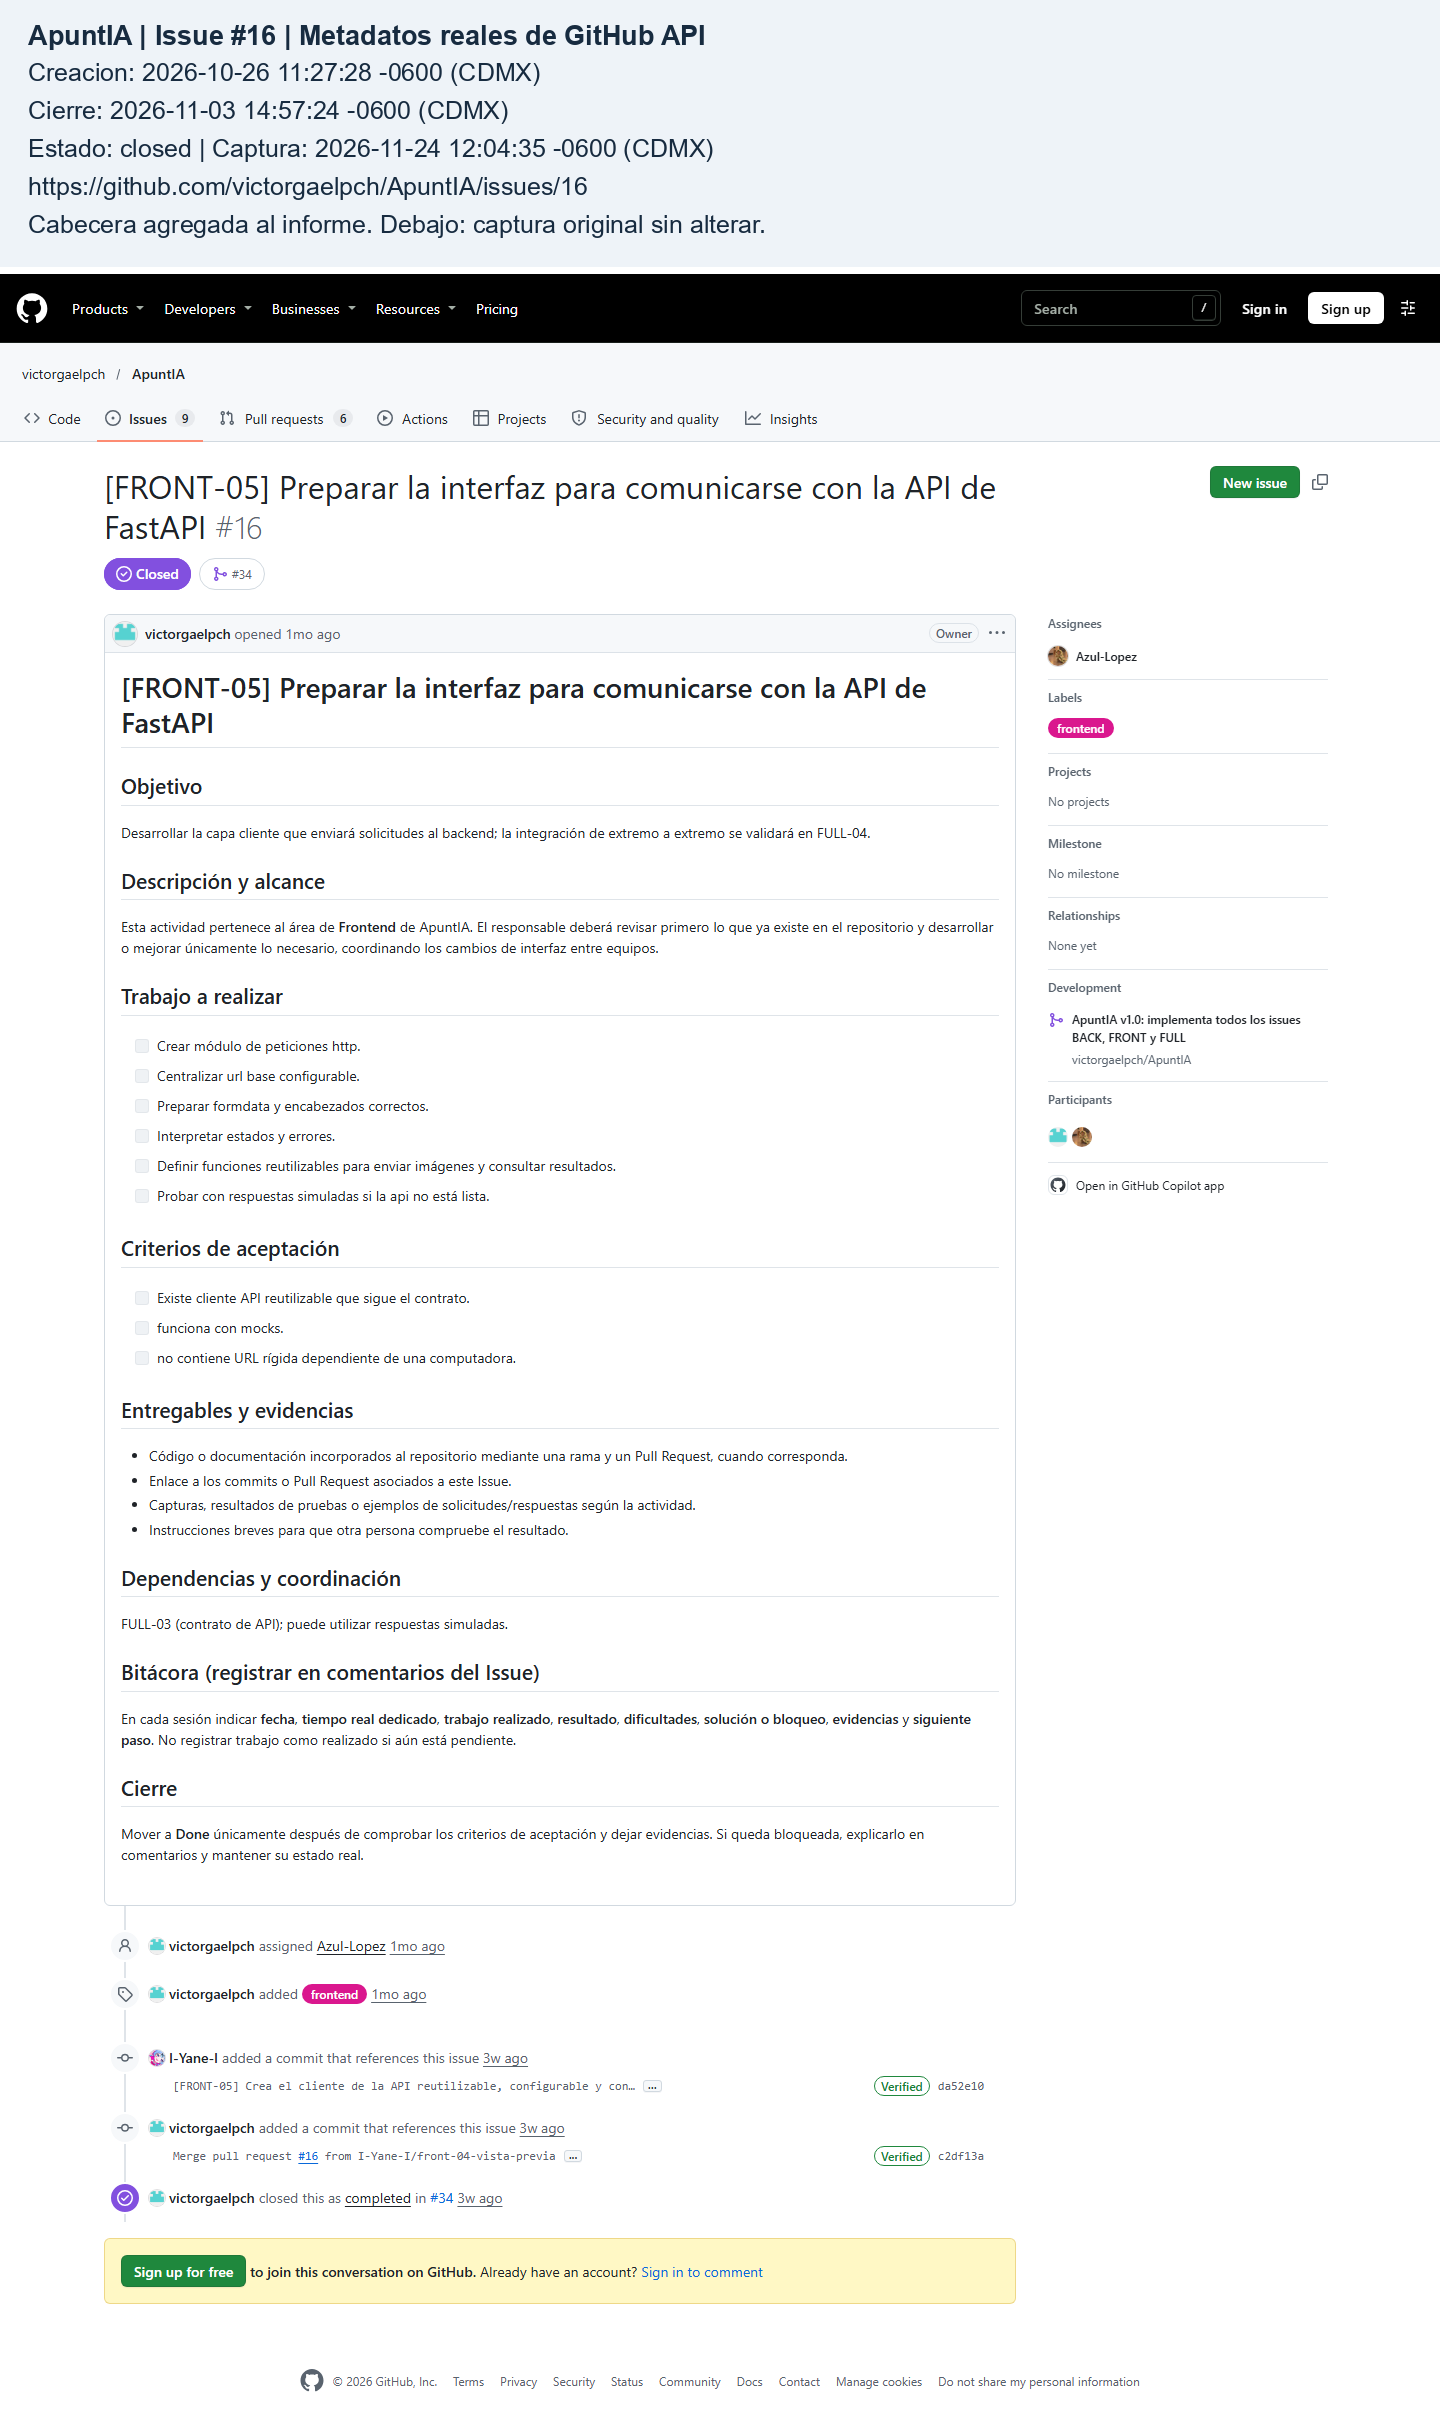 ApuntIA | Issue #16 | Metadatos reales de GitHub API
Creacion: 2026-10-26 11:27:28 -0600 (CDMX)
Cierre: 2026-11-03 14:57:24 -0600 (CDMX)
Estado: closed | Captura: 2026-11-24 12:04:35 -0600 (CDMX)
https://github.com/victorgaelpch/ApuntIA/issues/16
Cabecera agregada al informe. Debajo: captura original sin alterar.
Products Developers Businesses Resources Pricing Search / Sign in Sign up
victorgaelpch / ApuntIA
Code Issues 9 Pull requests 6 Actions Projects Security and quality Insights
[FRONT-05] Preparar la interfaz para comunicarse con la API de
FastAPI #16
New issue
Closed #34
victorgaelpch opened 1mo ago Owner ...
[FRONT-05] Preparar la interfaz para comunicarse con la API de
FastAPI
Objetivo
Desarrollar la capa cliente que enviará solicitudes al backend; la integración de extremo a extremo se validará en FULL-04.
Descripción y alcance
Esta actividad pertenece al área de Frontend de ApuntIA. El responsable deberá revisar primero lo que ya existe en el repositorio y desarrollar
o mejorar únicamente lo necesario, coordinando los cambios de interfaz entre equipos.
Trabajo a realizar
Crear módulo de peticiones http.
Centralizar url base configurable.
Preparar formdata y encabezados correctos.
Interpretar estados y errores.
Definir funciones reutilizables para enviar imágenes y consultar resultados.
Probar con respuestas simuladas si la api no está lista.
Criterios de aceptación
Existe cliente API reutilizable que sigue el contrato.
funciona con mocks.
no contiene URL rígida dependiente de una computadora.
Entregables y evidencias
• Código o documentación incorporados al repositorio mediante una rama y un Pull Request, cuando corresponda.
• Enlace a los commits o Pull Request asociados a este Issue.
• Capturas, resultados de pruebas o ejemplos de solicitudes/respuestas según la actividad.
• Instrucciones breves para que otra persona compruebe el resultado.
Dependencias y coordinación
FULL-03 (contrato de API); puede utilizar respuestas simuladas.
Bitácora (registrar en comentarios del Issue)
En cada sesión indicar fecha, tiempo real dedicado, trabajo realizado, resultado, dificultades, solución o bloqueo, evidencias y siguiente
paso. No registrar trabajo como realizado si aún está pendiente.
Cierre
Mover a Done únicamente después de comprobar los criterios de aceptación y dejar evidencias. Si queda bloqueada, explicarlo en
comentarios y mantener su estado real.
Assignees
Azul-Lopez
Labels
frontend
Projects
No projects
Milestone
No milestone
Relationships
None yet
Development
ApuntIA v1.0: implementa todos los issues
BACK, FRONT y FULL
victorgaelpch/ApuntIA
Participants
Open in GitHub Copilot app
victorgaelpch assigned Azul-Lopez 1mo ago
victorgaelpch added frontend 1mo ago
I-Yane-I added a commit that references this issue 3w ago
[FRONT-05] Crea el cliente de la API reutilizable, configurable y con… ... Verified da52e10
victorgaelpch added a commit that references this issue 3w ago
Merge pull request #16 from I-Yane-I/front-04-vista-previa ... Verified c2df13a
victorgaelpch closed this as completed in #34 3w ago
Sign up for free to join this conversation on GitHub. Already have an account? Sign in to comment
© 2026 GitHub, Inc. Terms Privacy Security Status Community Docs Contact Manage cookies Do not share my personal information